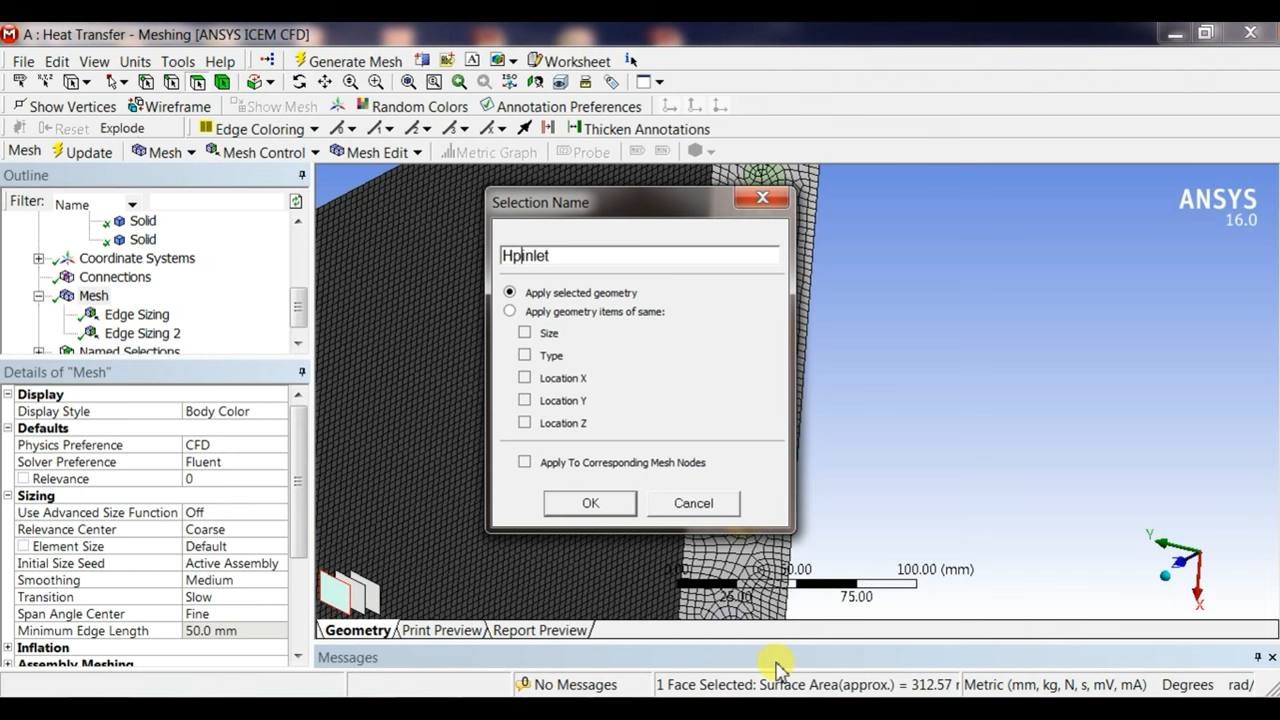 A : Heat Transfer - Meshing [ANSYS ICEM CFD]
File Edit View Units Tools Help Generate Mesh A Worksheet i
ISO
Show Vertices Wireframe Show Mesh Random Colors Annotation Preferences
Reset Explode Edge Coloring Thicken Annotations
Mesh Update Mesh Mesh Control Mesh Edit Metric Graph Probe
Outline
Filter: Name
Solid
Solid
Coordinate Systems
Connections
Mesh
Edge Sizing
Edge Sizing 2
Named Selections
Details of "Mesh"
Display
Display Style Body Color
Defaults
Physics Preference CFD
Solver Preference Fluent
Relevance 0
Sizing
Use Advanced Size Function Off
Relevance Center Coarse
Element Size Default
Initial Size Seed Active Assembly
Smoothing Medium
Transition Slow
Span Angle Center Fine
Minimum Edge Length 50.0 mm
Inflation
Assembly Meshing
ANSYS
16.0
Selection Name
Hpinlet
Apply selected geometry
Apply geometry items of same:
Size
Type
Location X
Location Y
Location Z
Apply To Corresponding Mesh Nodes
OK Cancel
50.00 100.00 (mm)
25.00 75.00
Y
Z
X
Geometry Print Preview Report Preview
Messages
0 No Messages 1 Face Selected: Surface Area(approx.) = 312.57 Metric (mm, kg, N, s, mV, mA) Degrees rad/